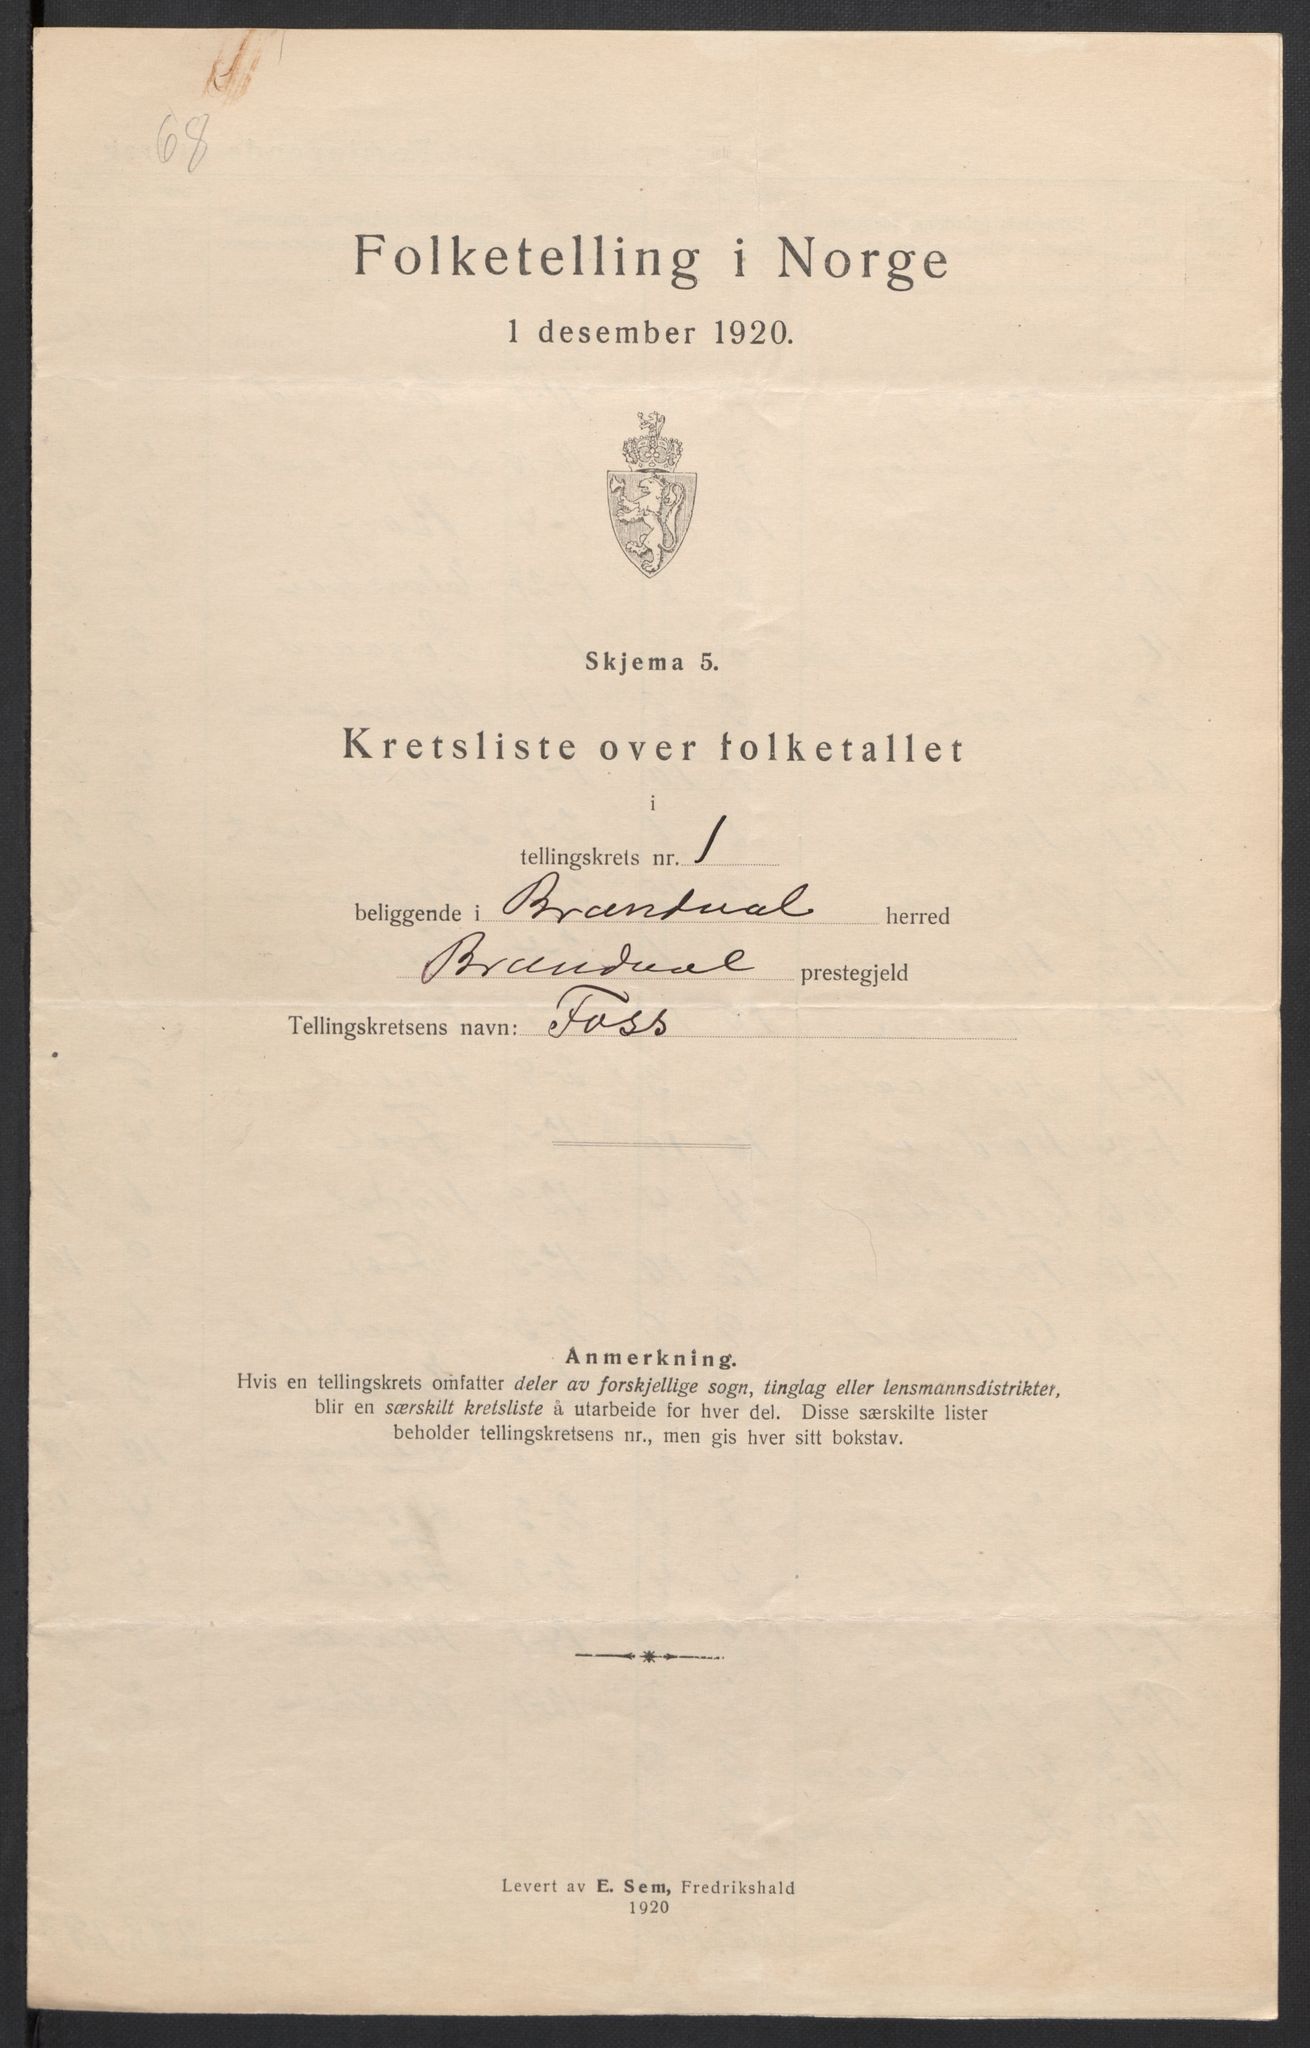 68
Folketelling i Norge
1 desember 1920.
Skjema 5.
Kretsliste over folketallet
i
tellingskrets nr. 1
beliggende i Brandval herred
Brandval prestegjeld
Tellingskretsens navn: Foss
Anmerkning.
Hvis en tellingskrets omfatter deler av forskjellige sogn, tinglag eller lensmannsdistrikter,
blir en særskilt kretsliste å utarbeide for hver del. Disse særskilte lister
beholder tellingskretsens nr., men gis hver sitt bokstav.
Levert av E. Sem, Fredrikshald
1920